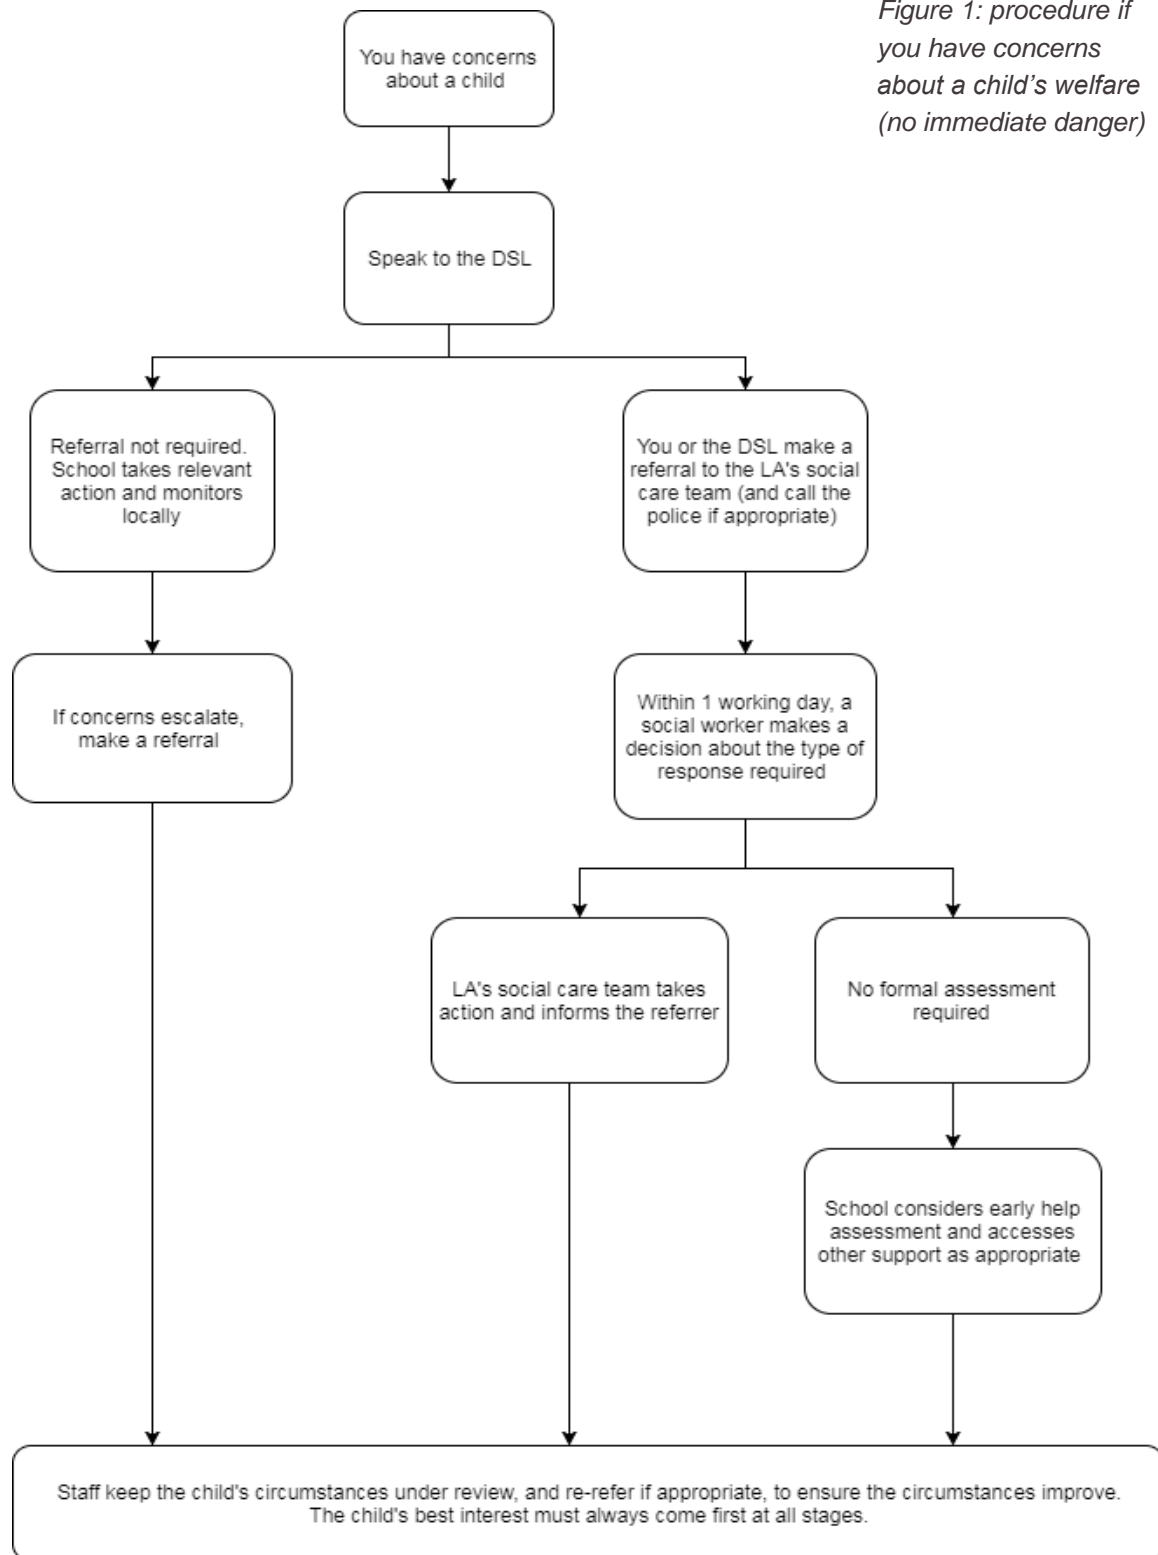 Figure 1: procedure if
you have concerns
about a child’s welfare
(no immediate danger)
You have concerns
about a child
Speak to the DSL
Referral not required.
School takes relevant
action and monitors
locally
You or the DSL make a
referral to the LA's social
care team (and call the
police if appropriate)
If concerns escalate,
make a referral
Within 1 working day, a
social worker makes a
decision about the type of
response required
LA's social care team takes
action and informs the referrer
No formal assessment
required
School considers early help
assessment and accesses
other support as appropriate
Staff keep the child's circumstances under review, and re-refer if appropriate, to ensure the circumstances improve.
The child's best interest must always come first at all stages.